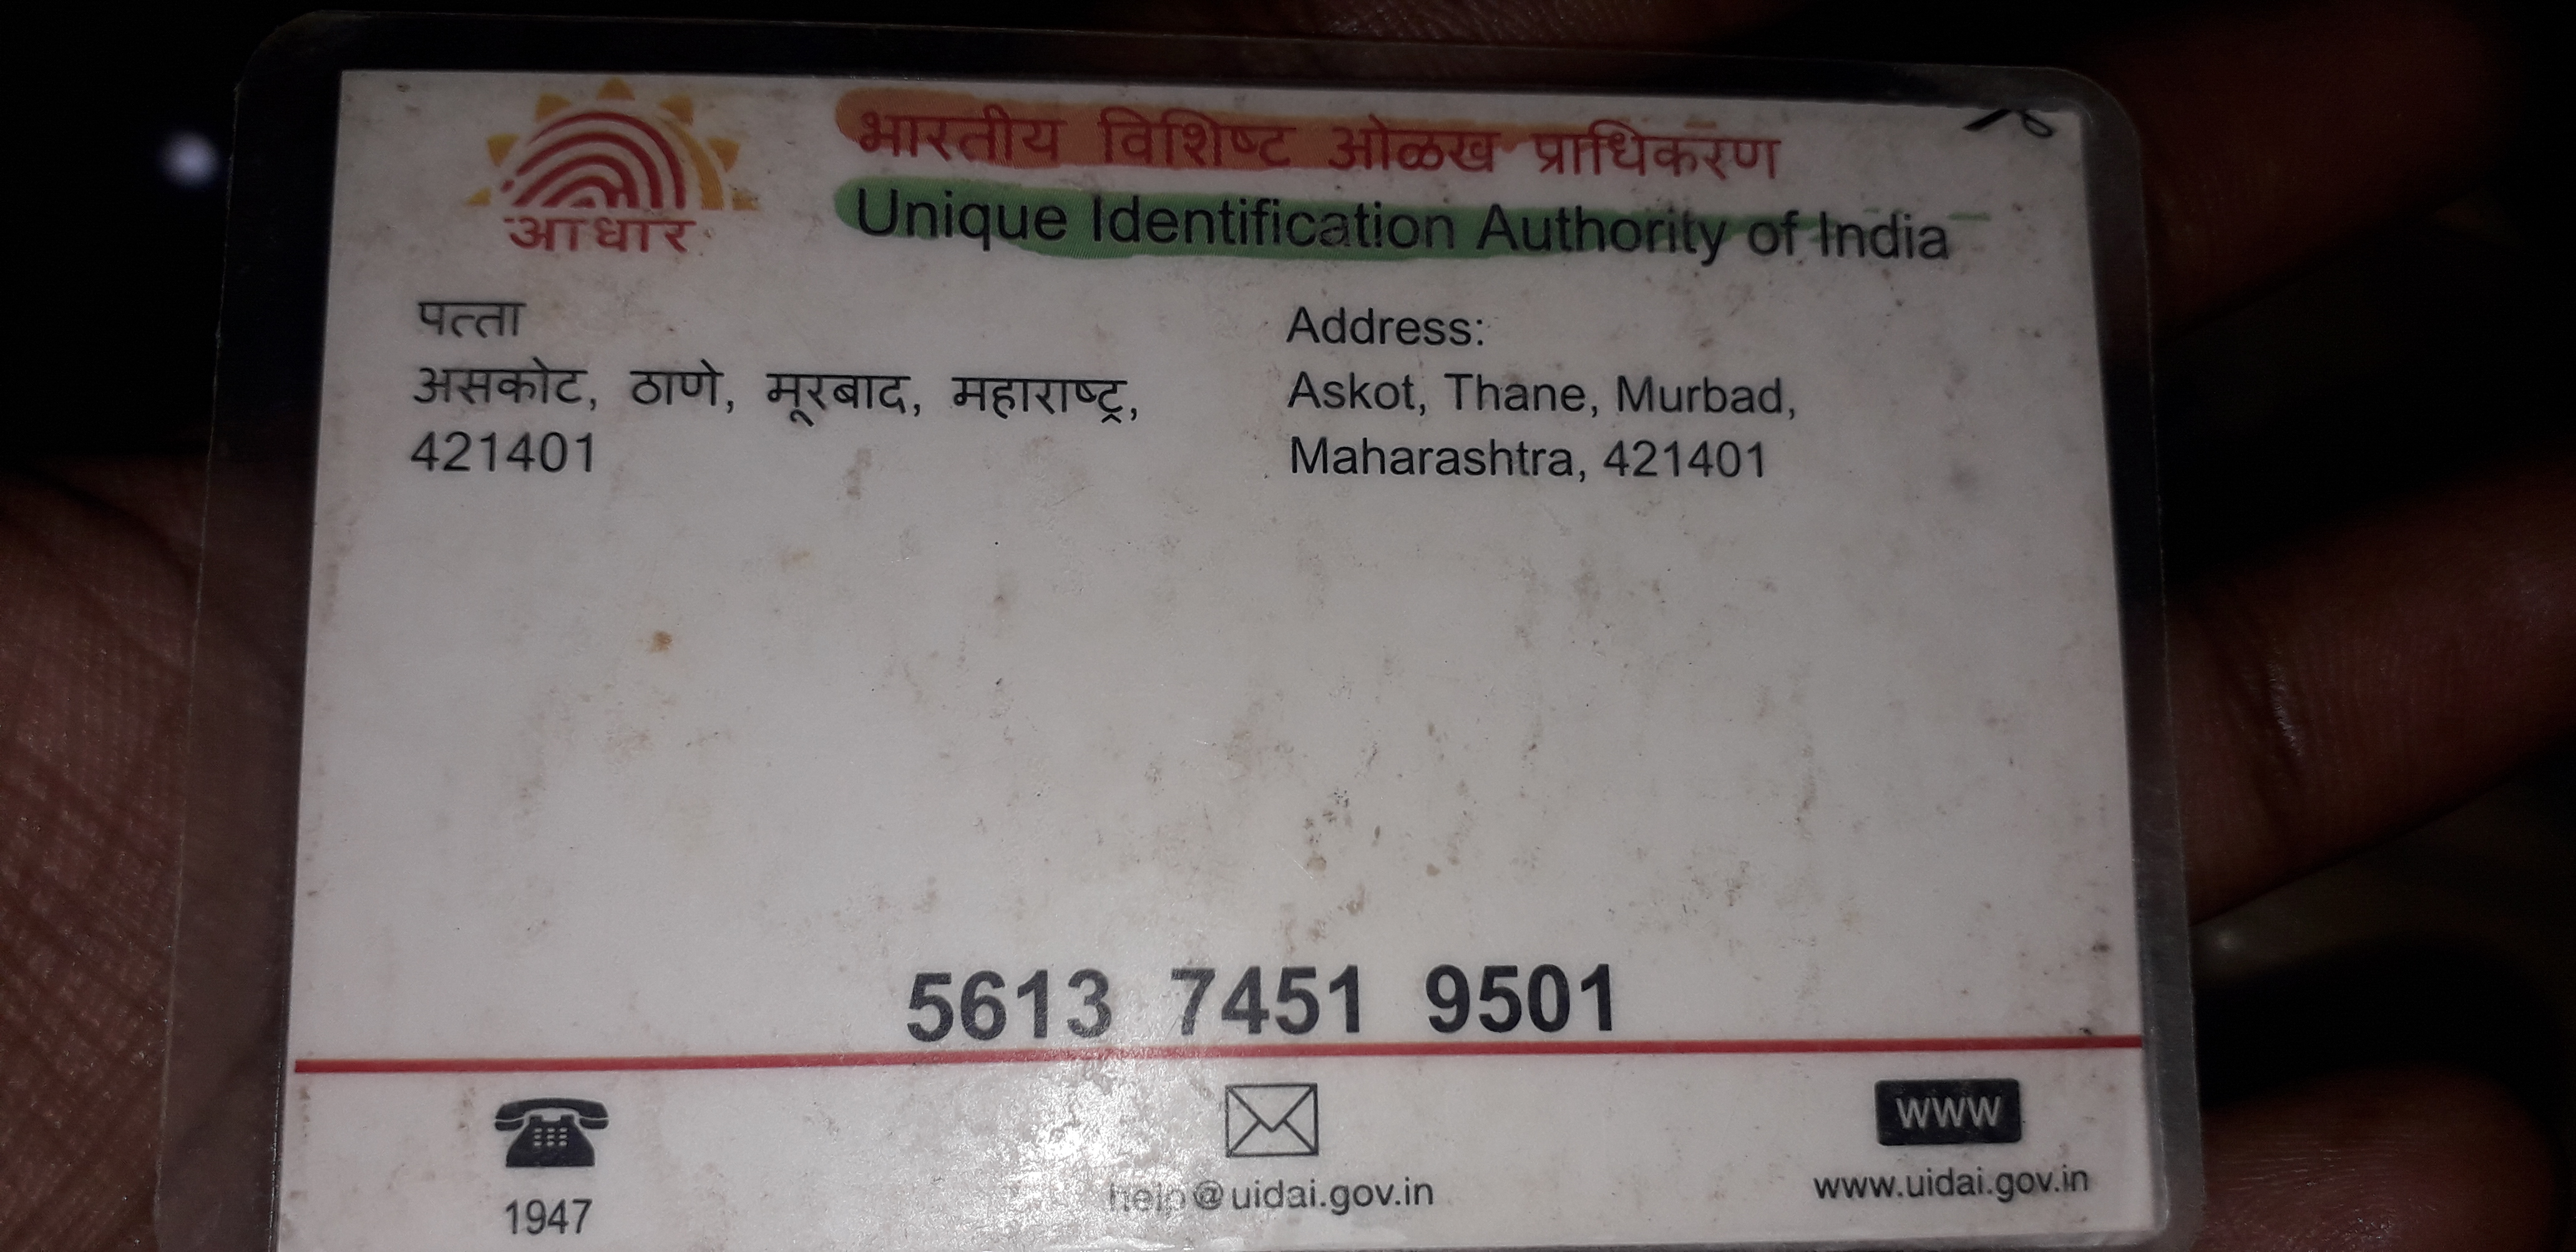 आधार
भारतीय विशिष्ट ओळख प्राधिकरण
Unique Identification Authority of India
पत्ता
असकोट, ठाणे, मूरबाद, महाराष्ट्र,
421401
Address:
Askot, Thane, Murbad,
Maharashtra, 421401
5613 7451 9501
1947
help@uidai.gov.in
WWW
www.uidai.gov.in